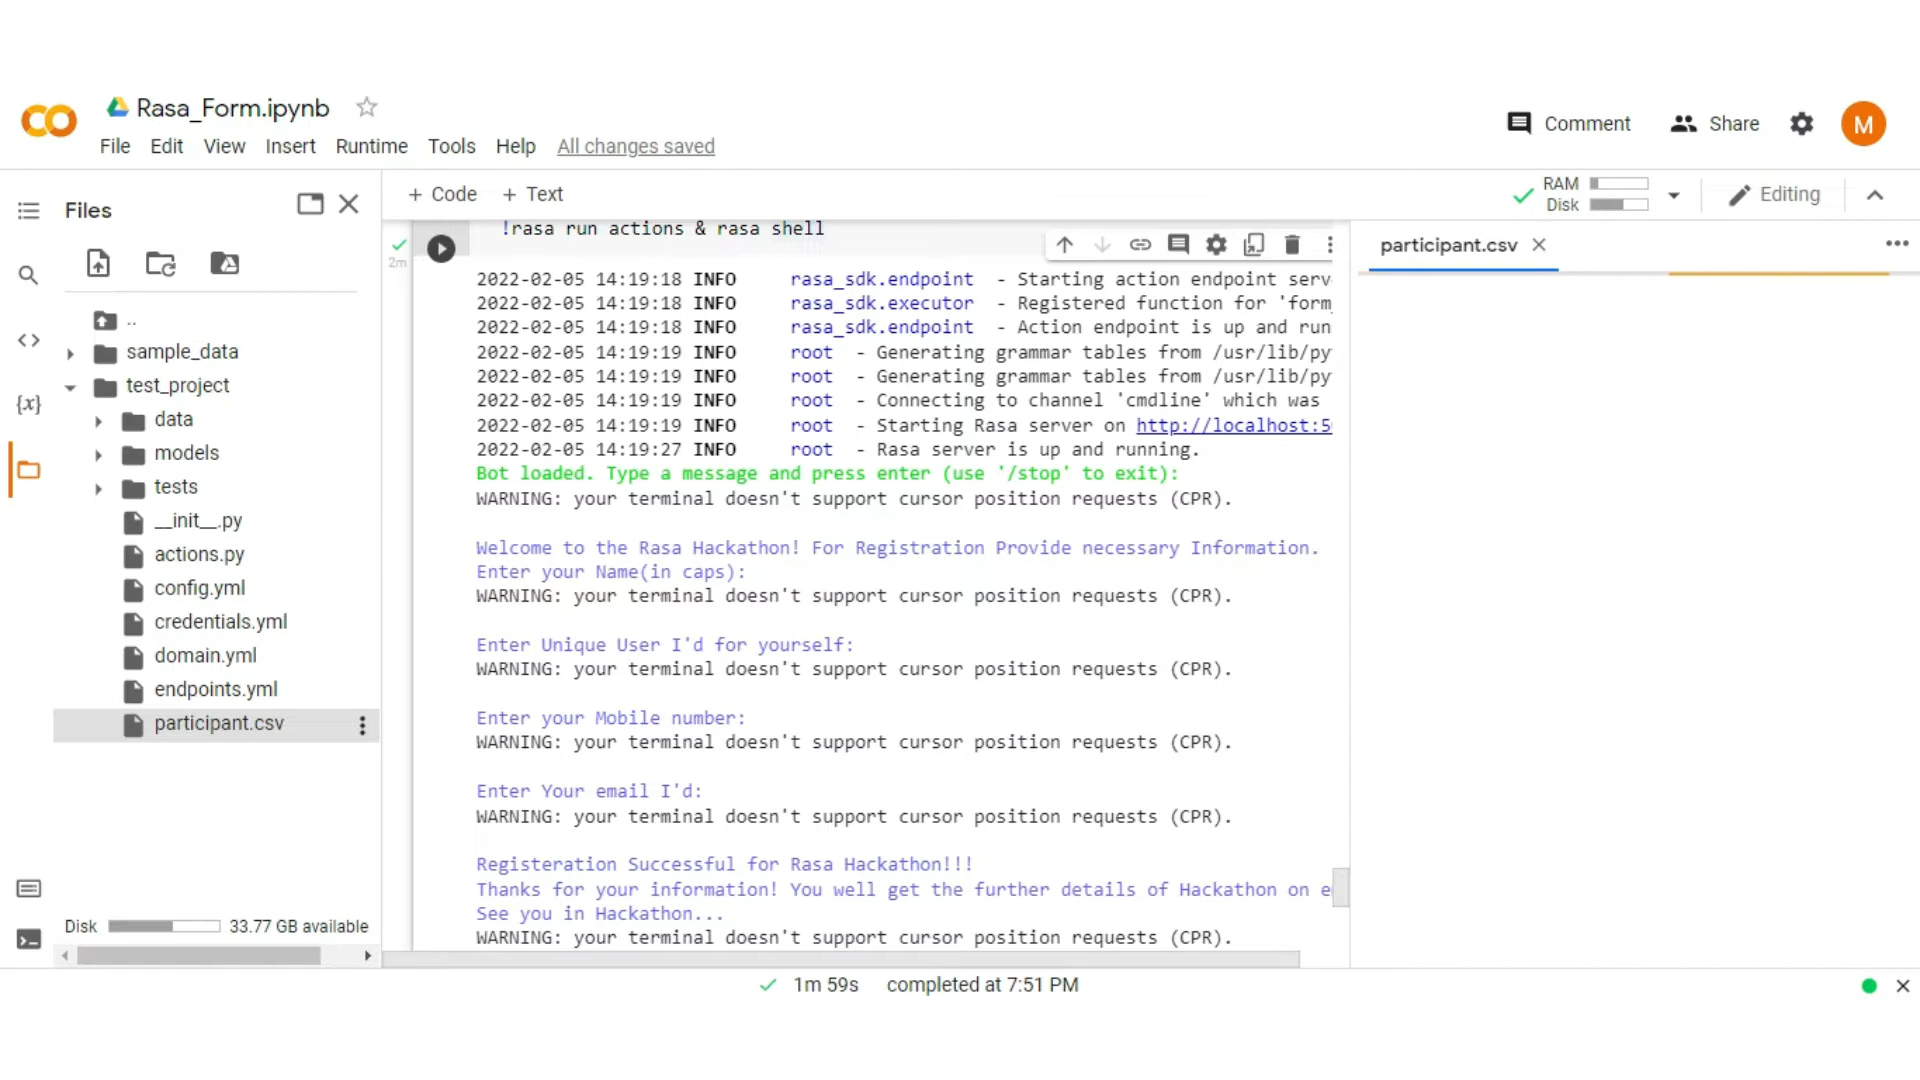 Rasa_Form.ipynb
File Edit View Insert Runtime Tools Help All changes saved
Comment Share M
Files
+ Code + Text
RAM
Disk
Editing
!rasa run actions & rasa shell
2m
participant.csv
..
sample_data
test_project
data
models
tests
__init__.py
actions.py
config.yml
credentials.yml
domain.yml
endpoints.yml
participant.csv
Disk 33.77 GB available
2022-02-05 14:19:18 INFO rasa_sdk.endpoint - Starting action endpoint serv
2022-02-05 14:19:18 INFO rasa_sdk.executor - Registered function for 'form_
2022-02-05 14:19:18 INFO rasa_sdk.endpoint - Action endpoint is up and run
2022-02-05 14:19:19 INFO root - Generating grammar tables from /usr/lib/py
2022-02-05 14:19:19 INFO root - Generating grammar tables from /usr/lib/py
2022-02-05 14:19:19 INFO root - Connecting to channel 'cmdline' which was
2022-02-05 14:19:19 INFO root - Starting Rasa server on http://localhost:5
2022-02-05 14:19:27 INFO root - Rasa server is up and running.
Bot loaded. Type a message and press enter (use '/stop' to exit):
WARNING: your terminal doesn't support cursor position requests (CPR).
Welcome to the Rasa Hackathon! For Registration Provide necessary Information.
Enter your Name(in caps):
WARNING: your terminal doesn't support cursor position requests (CPR).
Enter Unique User I'd for yourself:
WARNING: your terminal doesn't support cursor position requests (CPR).
Enter your Mobile number:
WARNING: your terminal doesn't support cursor position requests (CPR).
Enter Your email I'd:
WARNING: your terminal doesn't support cursor position requests (CPR).
Registeration Successful for Rasa Hackathon!!!
Thanks for your information! You well get the further details of Hackathon on e
See you in Hackathon...
WARNING: your terminal doesn't support cursor position requests (CPR).
1m 59s completed at 7:51 PM